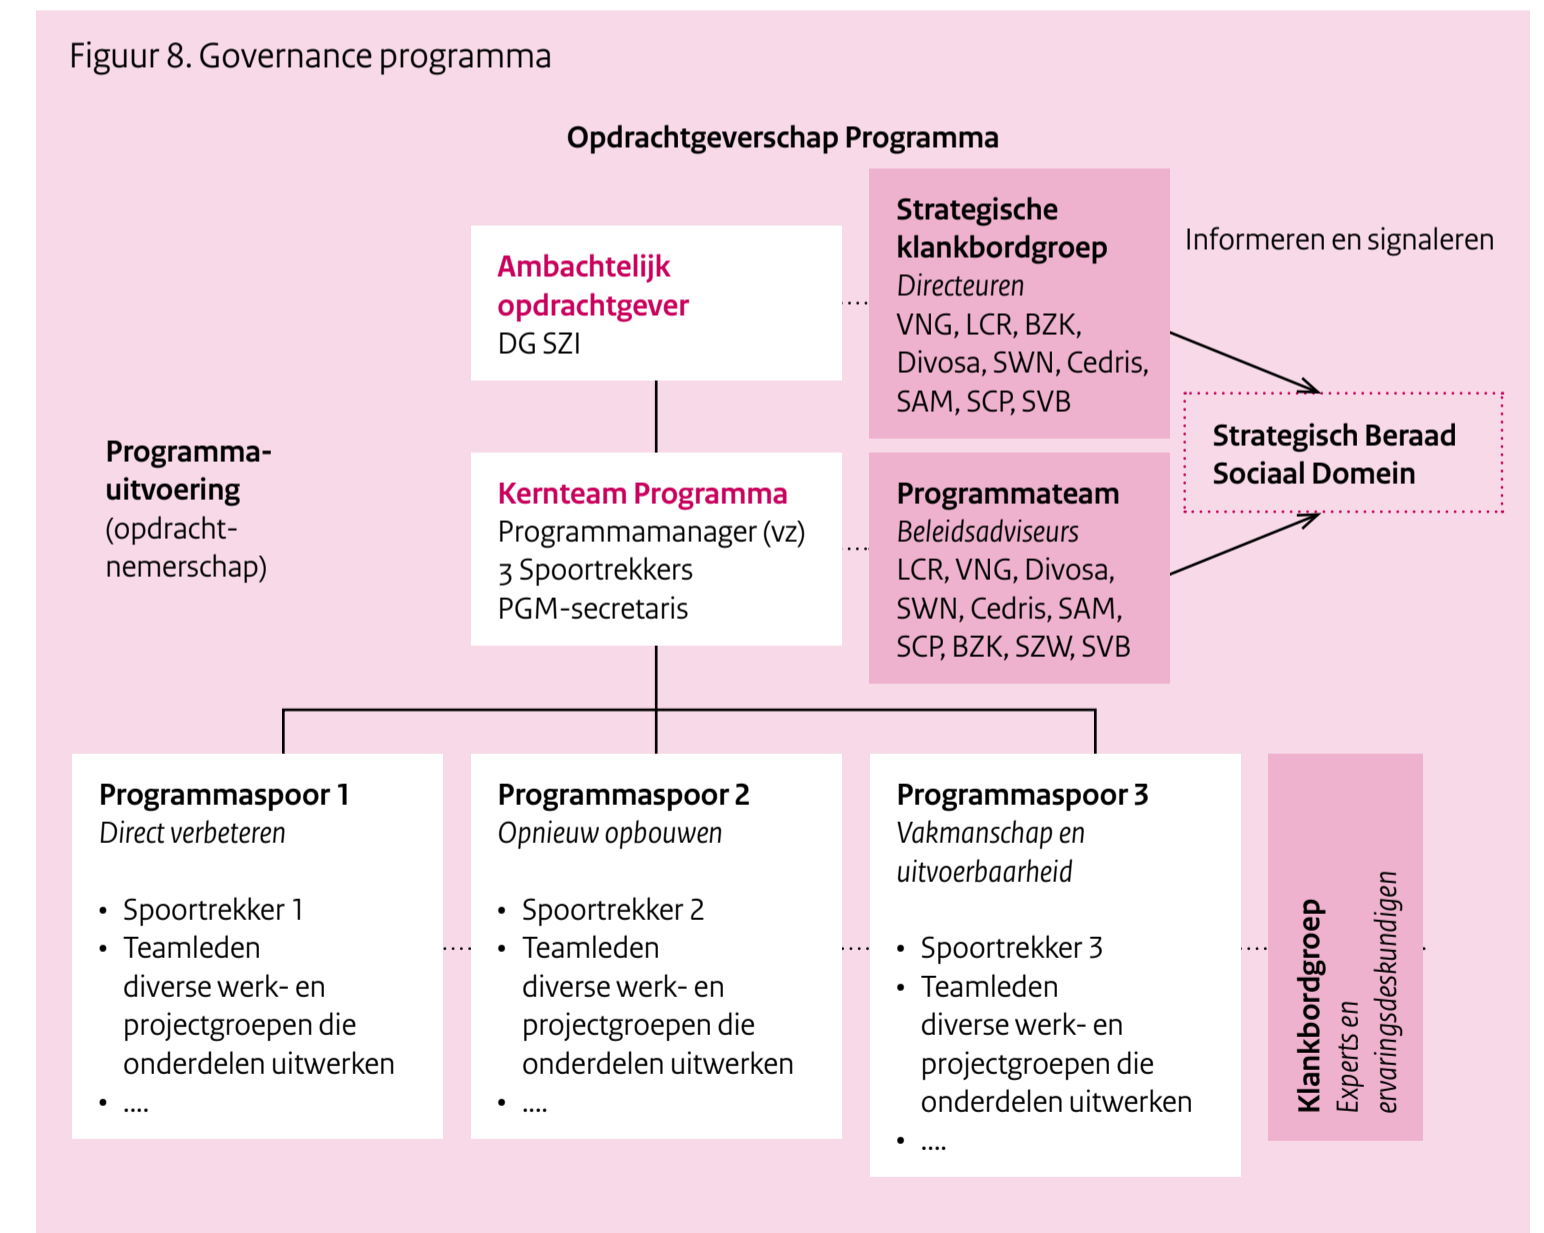 Figuur 8. Governance programma
Opdrachtgeverschap Programma
Ambachtelijk
opdrachtgever
DG SZI
Strategische
klankbordgroep
Directeuren
VNG, LCR, BZK,
Divosa, SWN, Cedris,
SAM, SCP, SVB
Informeren en signaleren
Strategisch Beraad
Sociaal Domein
Programma-
uitvoering
(opdracht-
nemerschap)
Kernteam Programma
Programmamanager (vz)
3 Spoortrekkers
PGM-secretaris
Programmateam
Beleidsadviseurs
LCR, VNG, Divosa,
SWN, Cedris, SAM,
SCP, BZK, SZW, SVB
Programmaspoor 1
Direct verbeteren
• Spoortrekker 1
• Teamleden
diverse werk- en
projectgroepen die
onderdelen uitwerken
• ....
Programmaspoor 2
Opnieuw opbouwen
• Spoortrekker 2
• Teamleden
diverse werk- en
projectgroepen die
onderdelen uitwerken
• ....
Programmaspoor 3
Vakmanschap en
uitvoerbaarheid
• Spoortrekker 3
• Teamleden
diverse werk- en
projectgroepen die
onderdelen uitwerken
• ....
Klankbordgroep
Experts en
ervaringsdeskundigen